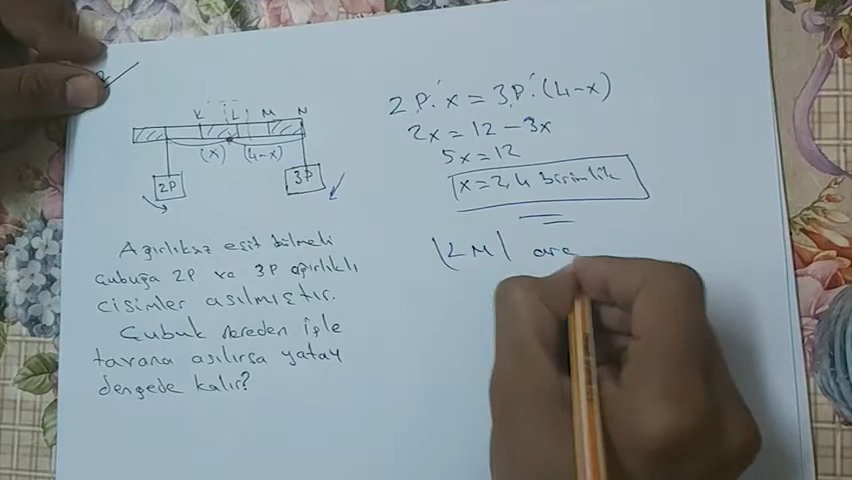 K L M N
(x) (4-x)
2P 3P
Ağırlıksız eşit bölmeli
çubuğa 2P ve 3P ağırlıklı
cisimler asılmıştır.
Çubuk nereden iple
tavana asılırsa yatay
dengede kalır?
2P.x = 3P.(4-x)
2x = 12 - 3x
5x = 12
x = 2,4 birimlik
|LM| ara